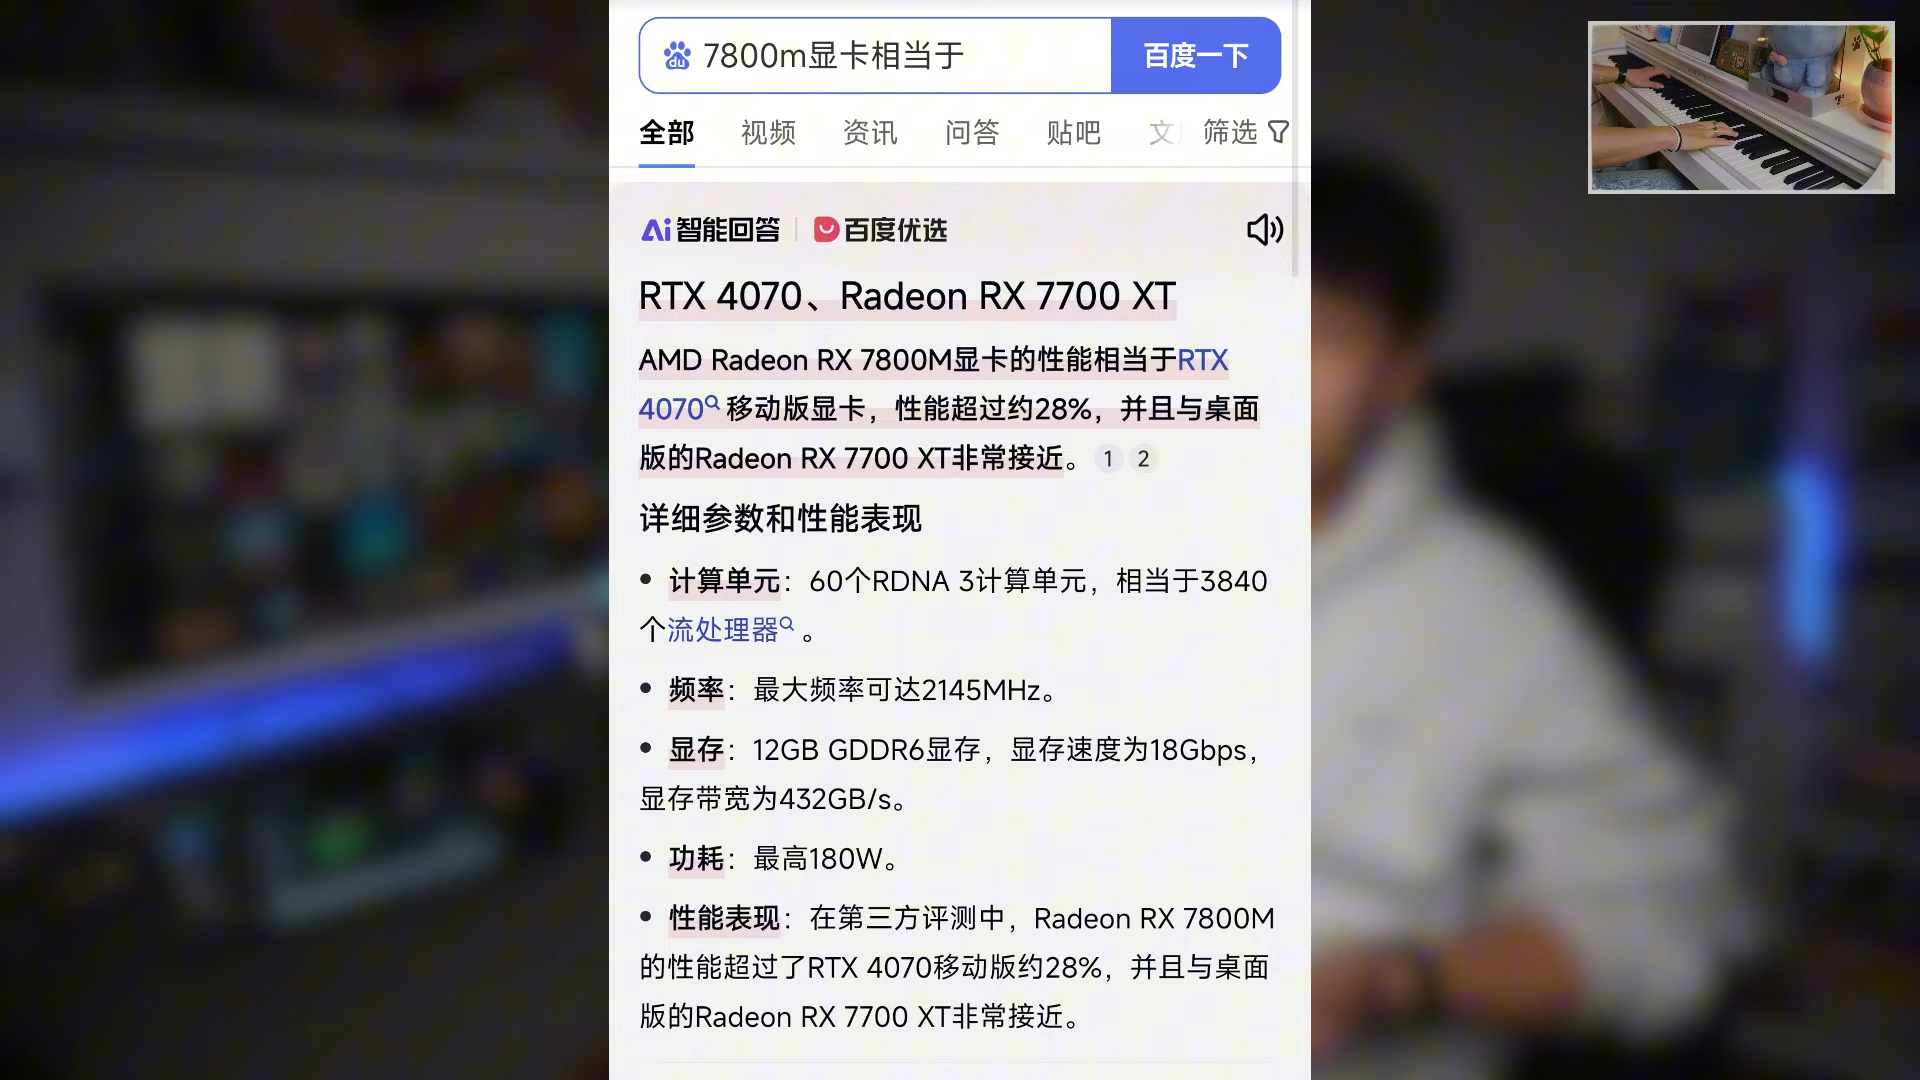 du 7800m显卡相当于 百度一下
全部 视频 资讯 问答 贴吧 文 筛选
Ai智能回答 百度优选
RTX 4070、Radeon RX 7700 XT
AMD Radeon RX 7800M显卡的性能相当于RTX
4070 移动版显卡，性能超过约28%，并且与桌面
版的Radeon RX 7700 XT非常接近。 1 2
详细参数和性能表现
• 计算单元：60个RDNA 3计算单元，相当于3840
个流处理器 。
• 频率：最大频率可达2145MHz。
• 显存：12GB GDDR6显存，显存速度为18Gbps，
显存带宽为432GB/s。
• 功耗：最高180W。
• 性能表现：在第三方评测中，Radeon RX 7800M
的性能超过了RTX 4070移动版约28%，并且与桌面
版的Radeon RX 7700 XT非常接近。